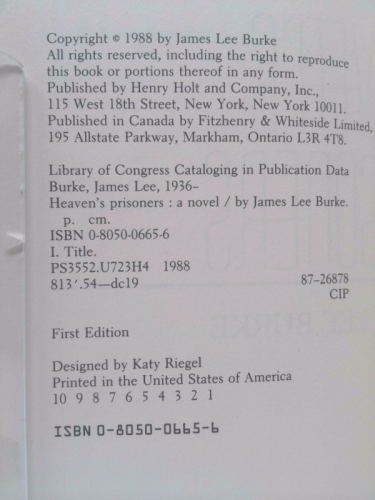 Copyright © 1988 by James Lee Burke
All rights reserved, including the right to reproduce
this book or portions thereof in any form.
Published by Henry Holt and Company, Inc.,
115 West 18th Street, New York, New York 10011.
Published in Canada by Fitzhenry & Whiteside Limited,
195 Allstate Parkway, Markham, Ontario L3R 4T8.
Library of Congress Cataloging in Publication Data
Burke, James Lee, 1936–
Heaven's prisoners : a novel / by James Lee Burke.
p. cm.
ISBN 0-8050-0665-6
I. Title.
PS3552.U723H4 1988
813'.54—dc19 87-26878
CIP
First Edition
Designed by Katy Riegel
Printed in the United States of America
10 9 8 7 6 5 4 3 2 1
ISBN 0-8050-0665-6